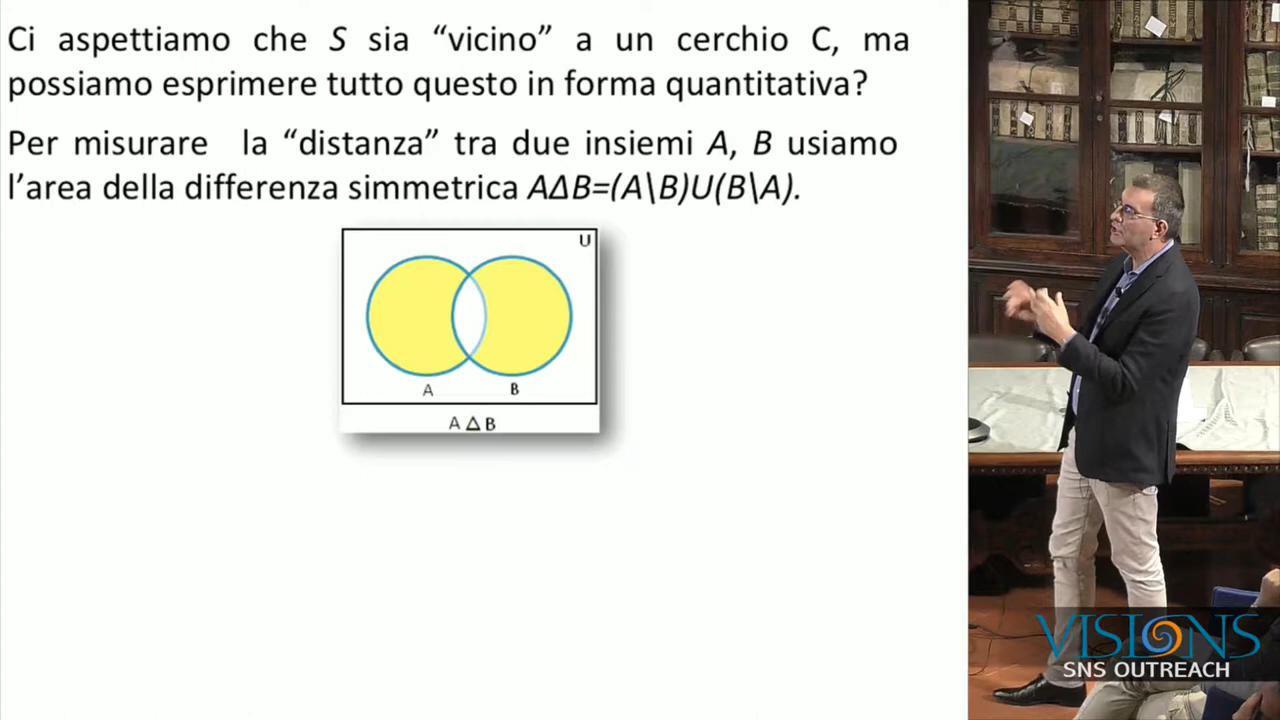 Ci aspettiamo che S sia “vicino” a un cerchio C, ma
possiamo esprimere tutto questo in forma quantitativa?
Per misurare la “distanza” tra due insiemi A, B usiamo
l’area della differenza simmetrica AΔB=(A\B)U(B\A).
U
A B
A Δ B
VISIONS
SNS OUTREACH